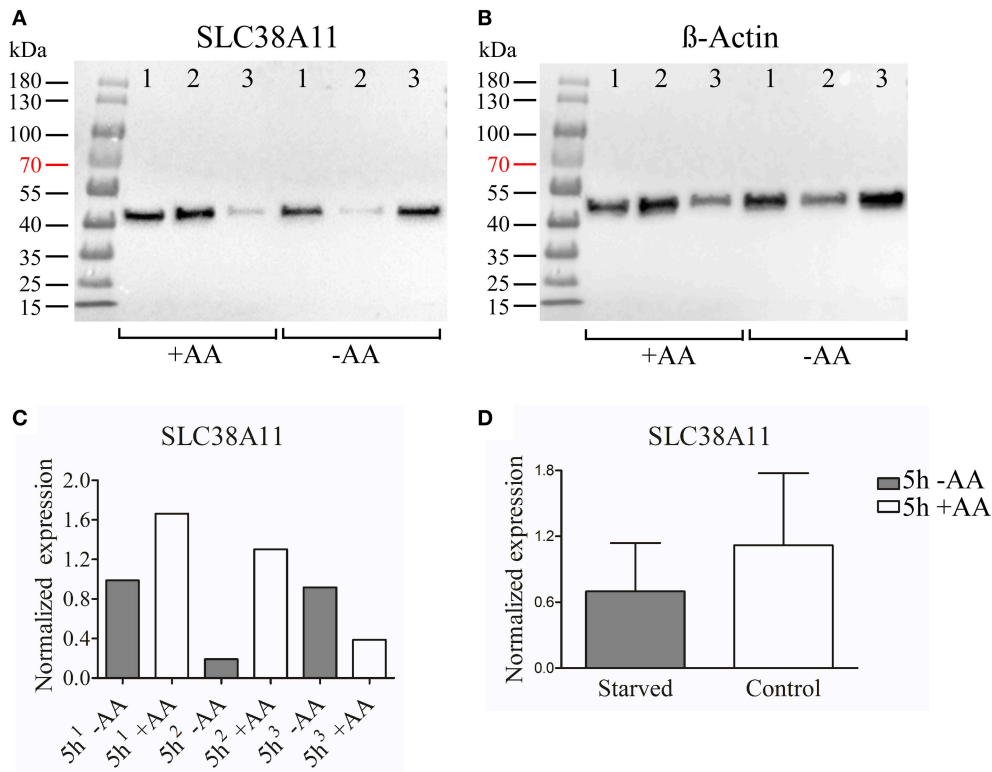 A
B
SLC38A11
ß-Actin
kDa
kDa
1 2 3 1 2 3
1 2 3 1 2 3
180
130
100
70
55
40
35
25
15
180
130
100
70
55
40
35
25
15
+AA -AA
+AA -AA
C
SLC38A11
Normalized expression
2.0
1.6
1.2
0.8
0.4
0.0
5h¹ -AA
5h¹ +AA
5h² -AA
5h² +AA
5h³ -AA
5h³ +AA
D
SLC38A11
Normalized expression
1.8
1.2
0.6
0.0
Starved
Control
5h -AA
5h +AA